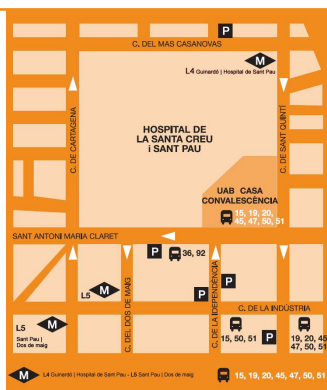 P
C. DEL MAS CASANOVAS
M
L4 Guinardó | Hospital de Sant Pau
C. DE CARTAGENA
HOSPITAL DE
LA SANTA CREU
i SANT PAU
C. DE SANT QUINTÍ
UAB CASA
CONVALESCÈNCIA
15, 19, 20,
45, 47, 50, 51
SANT ANTONI MARIA CLARET
P
36, 92
P
M
L5
P
C. DEL DOS DE MAIG
C. DE LA INDEPENDÈNCIA
C. DE LA INDÚSTRIA
M
L5
Sant Pau |
Dos de maig
15, 50, 51
P
19, 20, 45
47, 50, 51
M
L4 Guinardó | Hospital de Sant Pau - L5 Sant Pau | Dos de maig
15, 19, 20, 45, 47, 50, 51